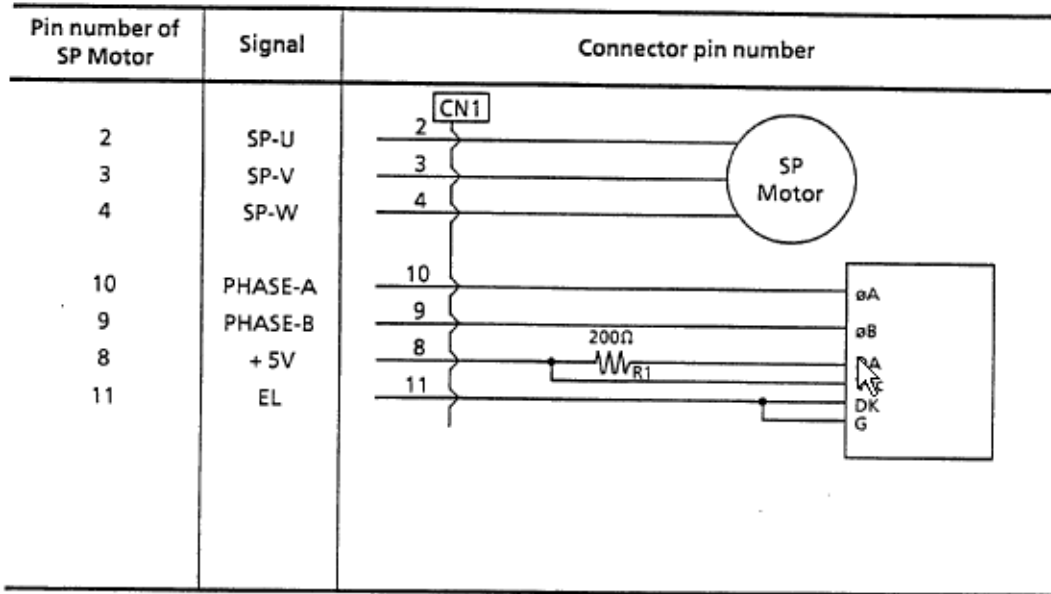 Pin number of
SP Motor
Signal
Connector pin number
CN1
2 SP-U 2
3 SP-V 3
4 SP-W 4
SP
Motor
10 PHASE-A 10 øA
9 PHASE-B 9 øB
8 +5V 8 200Ω
R1
11 EL 11 DK
G